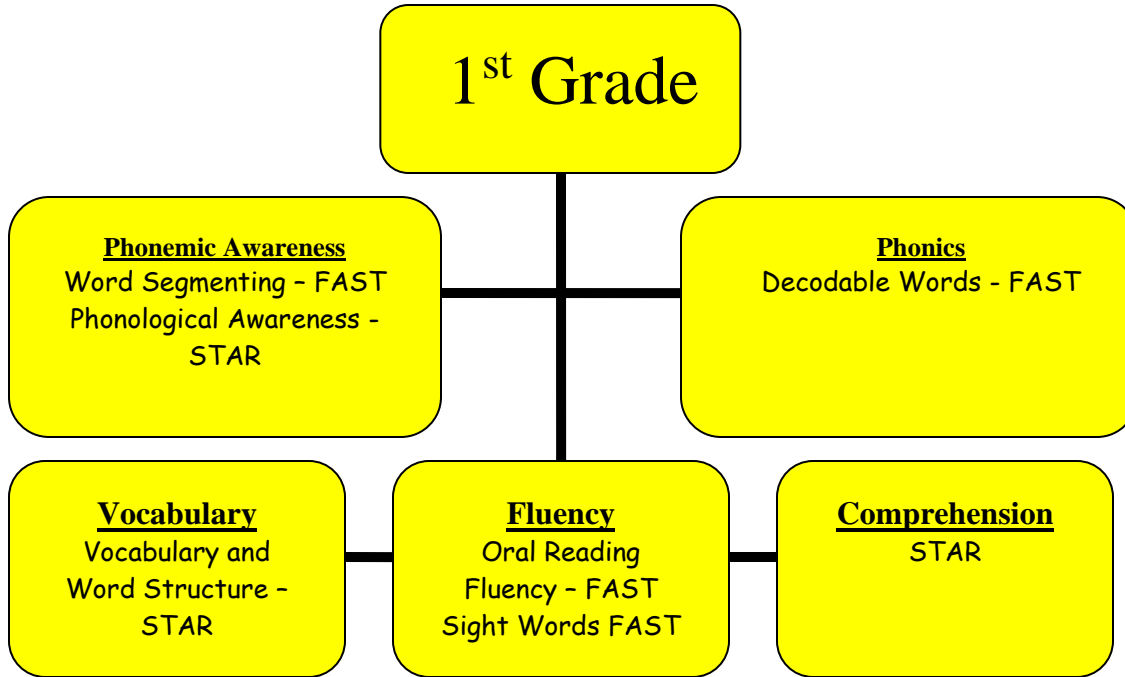 1st Grade
Phonemic Awareness
Word Segmenting – FAST
Phonological Awareness -
STAR
Phonics
Decodable Words - FAST
Vocabulary
Vocabulary and
Word Structure –
STAR
Fluency
Oral Reading
Fluency – FAST
Sight Words FAST
Comprehension
STAR